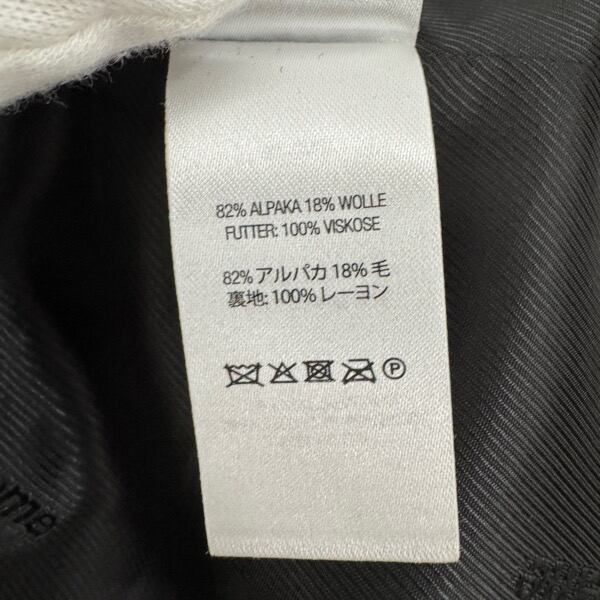 82% ALPAKA 18% WOLLE
FUTTER: 100% VISKOSE
82% アルパカ 18% 毛
裏地: 100% レーヨン
P